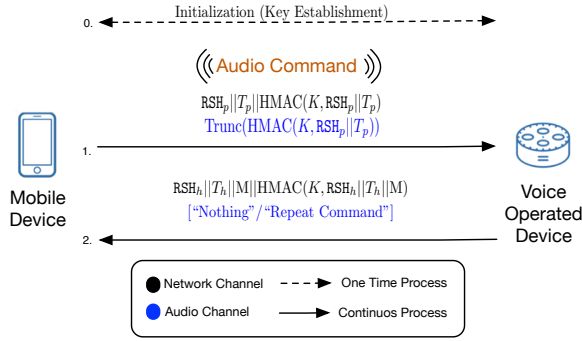 Initialization (Key Establishment)
0.
Audio Command
RSH_p||T_p||HMAC(K,RSH_p||T_p)
Trunc(HMAC(K,RSH_p||T_p))
1.
Mobile
Device
RSH_h||T_h||M||HMAC(K,RSH_h||T_h||M)
[“Nothing”/“Repeat Command”]
Voice
Operated
Device
2.
Network Channel
One Time Process
Audio Channel
Continuos Process